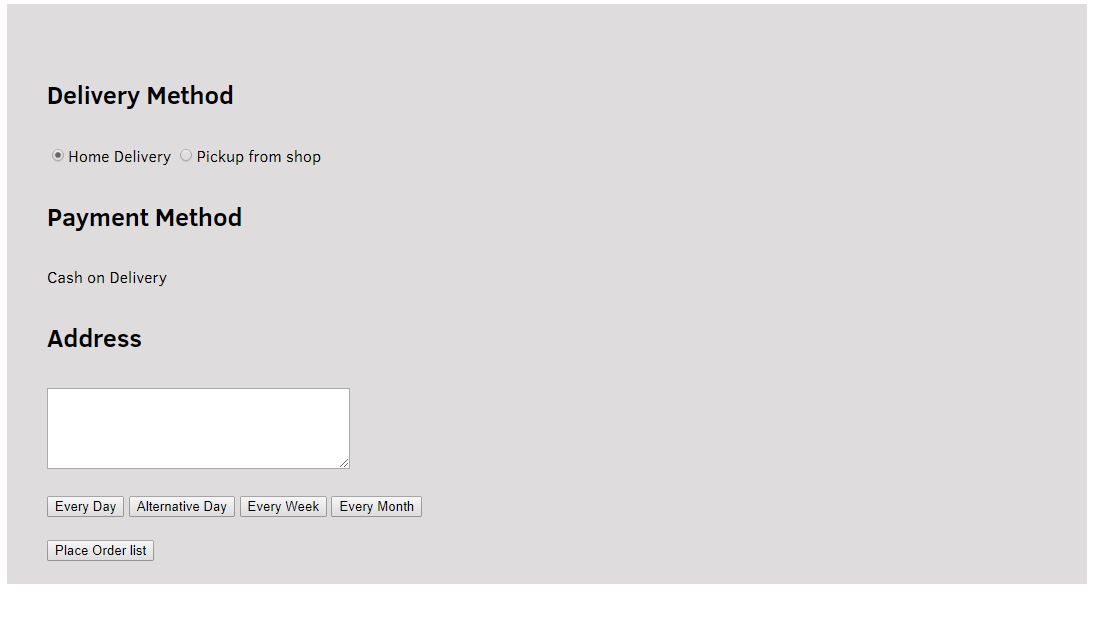 Delivery Method
Home Delivery Pickup from shop
Payment Method
Cash on Delivery
Address
Every Day Alternative Day Every Week Every Month
Place Order list